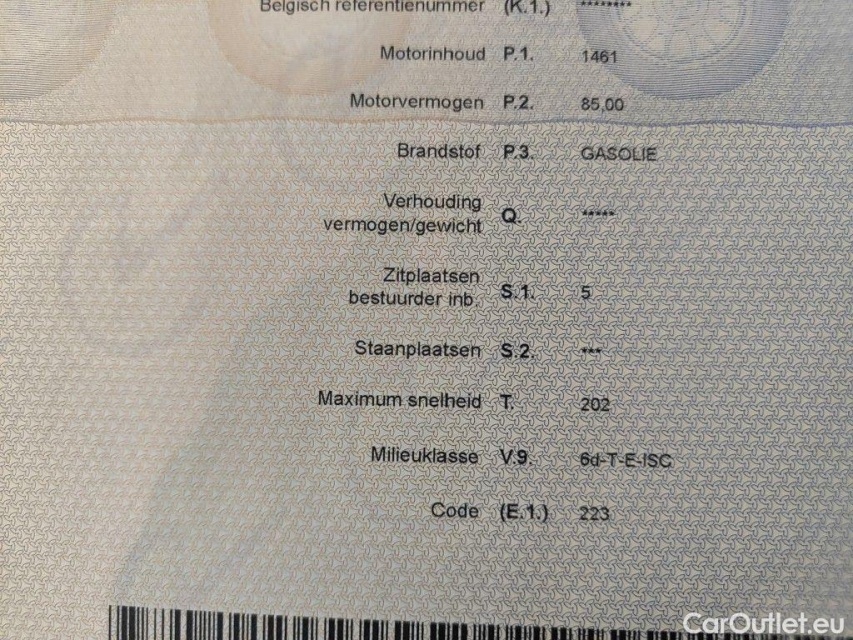 Belgisch referentienummer (K.1.) ********
Motorinhoud P.1. 1461
Motorvermogen P.2. 85,00
Brandstof P.3. GASOLIE
Verhouding
vermogen/gewicht Q. *****
Zitplaatsen
bestuurder inb. S.1. 5
Staanplaatsen S.2. ***
Maximum snelheid T. 202
Milieuklasse V.9. 6d-T-E-ISC
Code (E.1.) 223
CarOutlet.eu